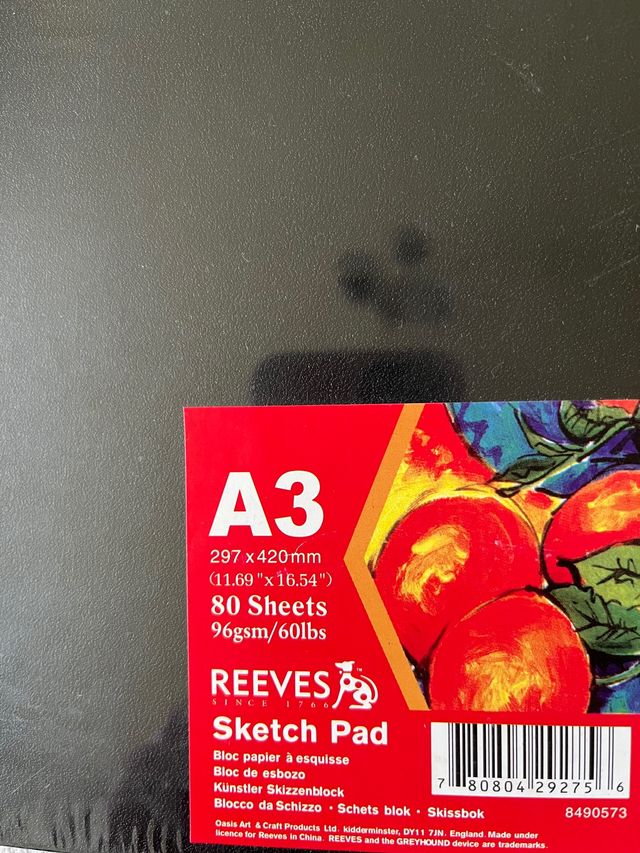 A3
297 x 420mm
(11.69"x16.54")
80 Sheets
96gsm/60lbs
REEVES™
SINCE 1766
Sketch Pad
Bloc papier à esquisse
Bloc de esbozo
Künstler Skizzenblock
Blocco da Schizzo · Schets blok · Skissbok
7 80804 29275 6
8490573
Oasis Art & Craft Products Ltd. kidderminster, DY11 7JN. England. Made under
licence for Reeves in China. REEVES and the GREYHOUND device are trademarks.